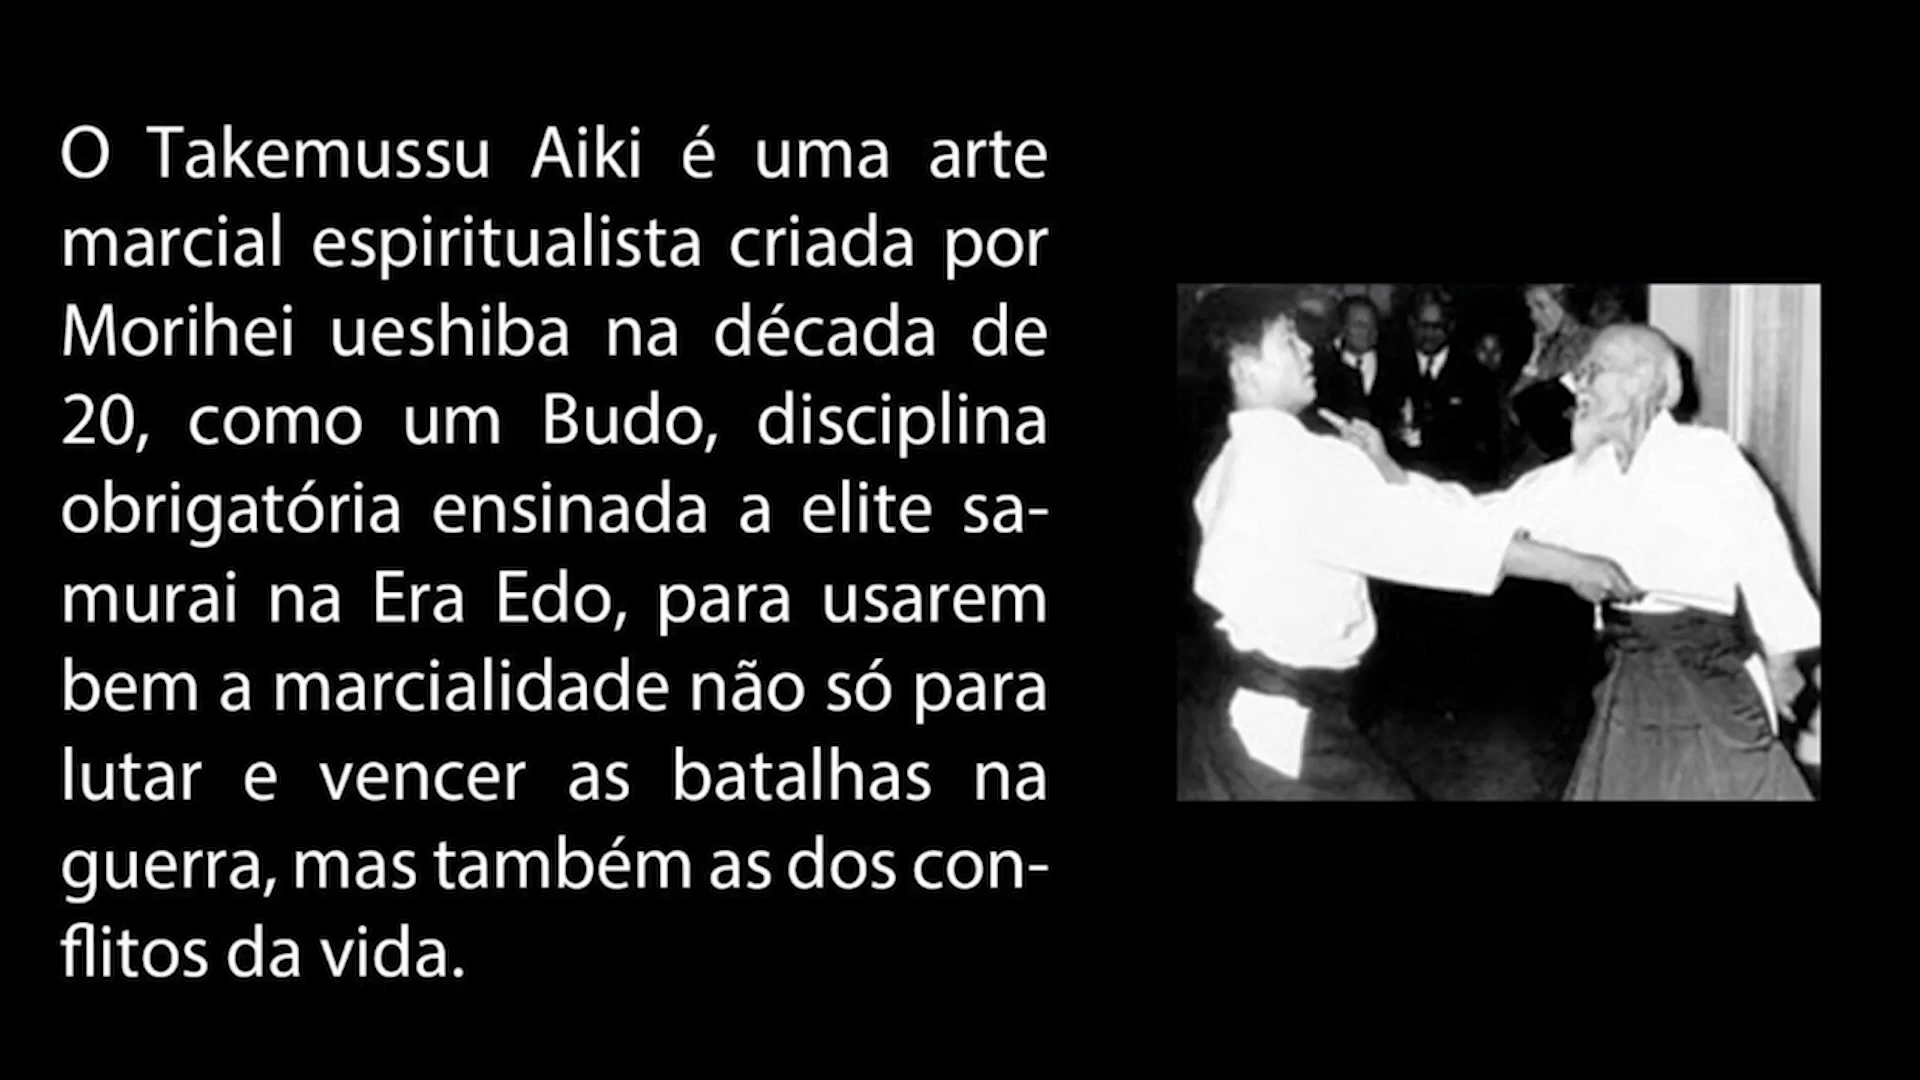 O Takemussu Aiki é uma arte
marcial espiritualista criada por
Morihei ueshiba na década de
20, como um Budo, disciplina
obrigatória ensinada a elite sa-
murai na Era Edo, para usarem
bem a marcialidade não só para
lutar e vencer as batalhas na
guerra, mas também as dos con-
flitos da vida.